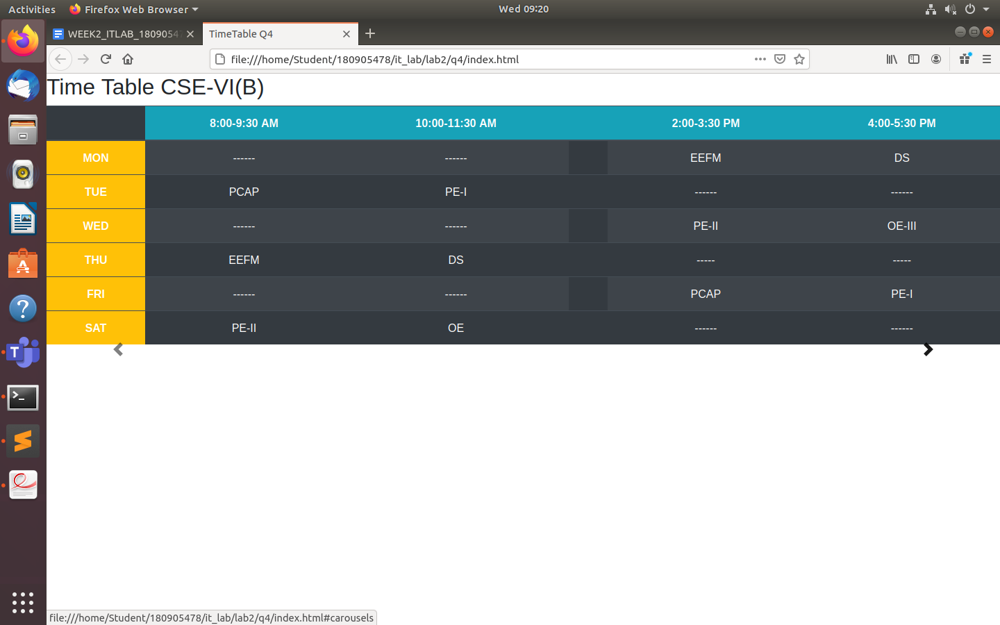 Activities Firefox Web Browser Wed 09:20
WEEK2_ITLAB_18090547 TimeTable Q4
file:///home/Student/180905478/it_lab/lab2/q4/index.html
Time Table CSE-VI(B)
8:00-9:30 AM 10:00-11:30 AM 2:00-3:30 PM 4:00-5:30 PM
MON ------ ------ EEFM DS
TUE PCAP PE-I ------ ------
WED ------ ------ PE-II OE-III
THU EEFM DS ----- -----
FRI ------ ------ PCAP PE-I
SAT PE-II OE ------ ------
file:///home/Student/180905478/it_lab/lab2/q4/index.html#carousels